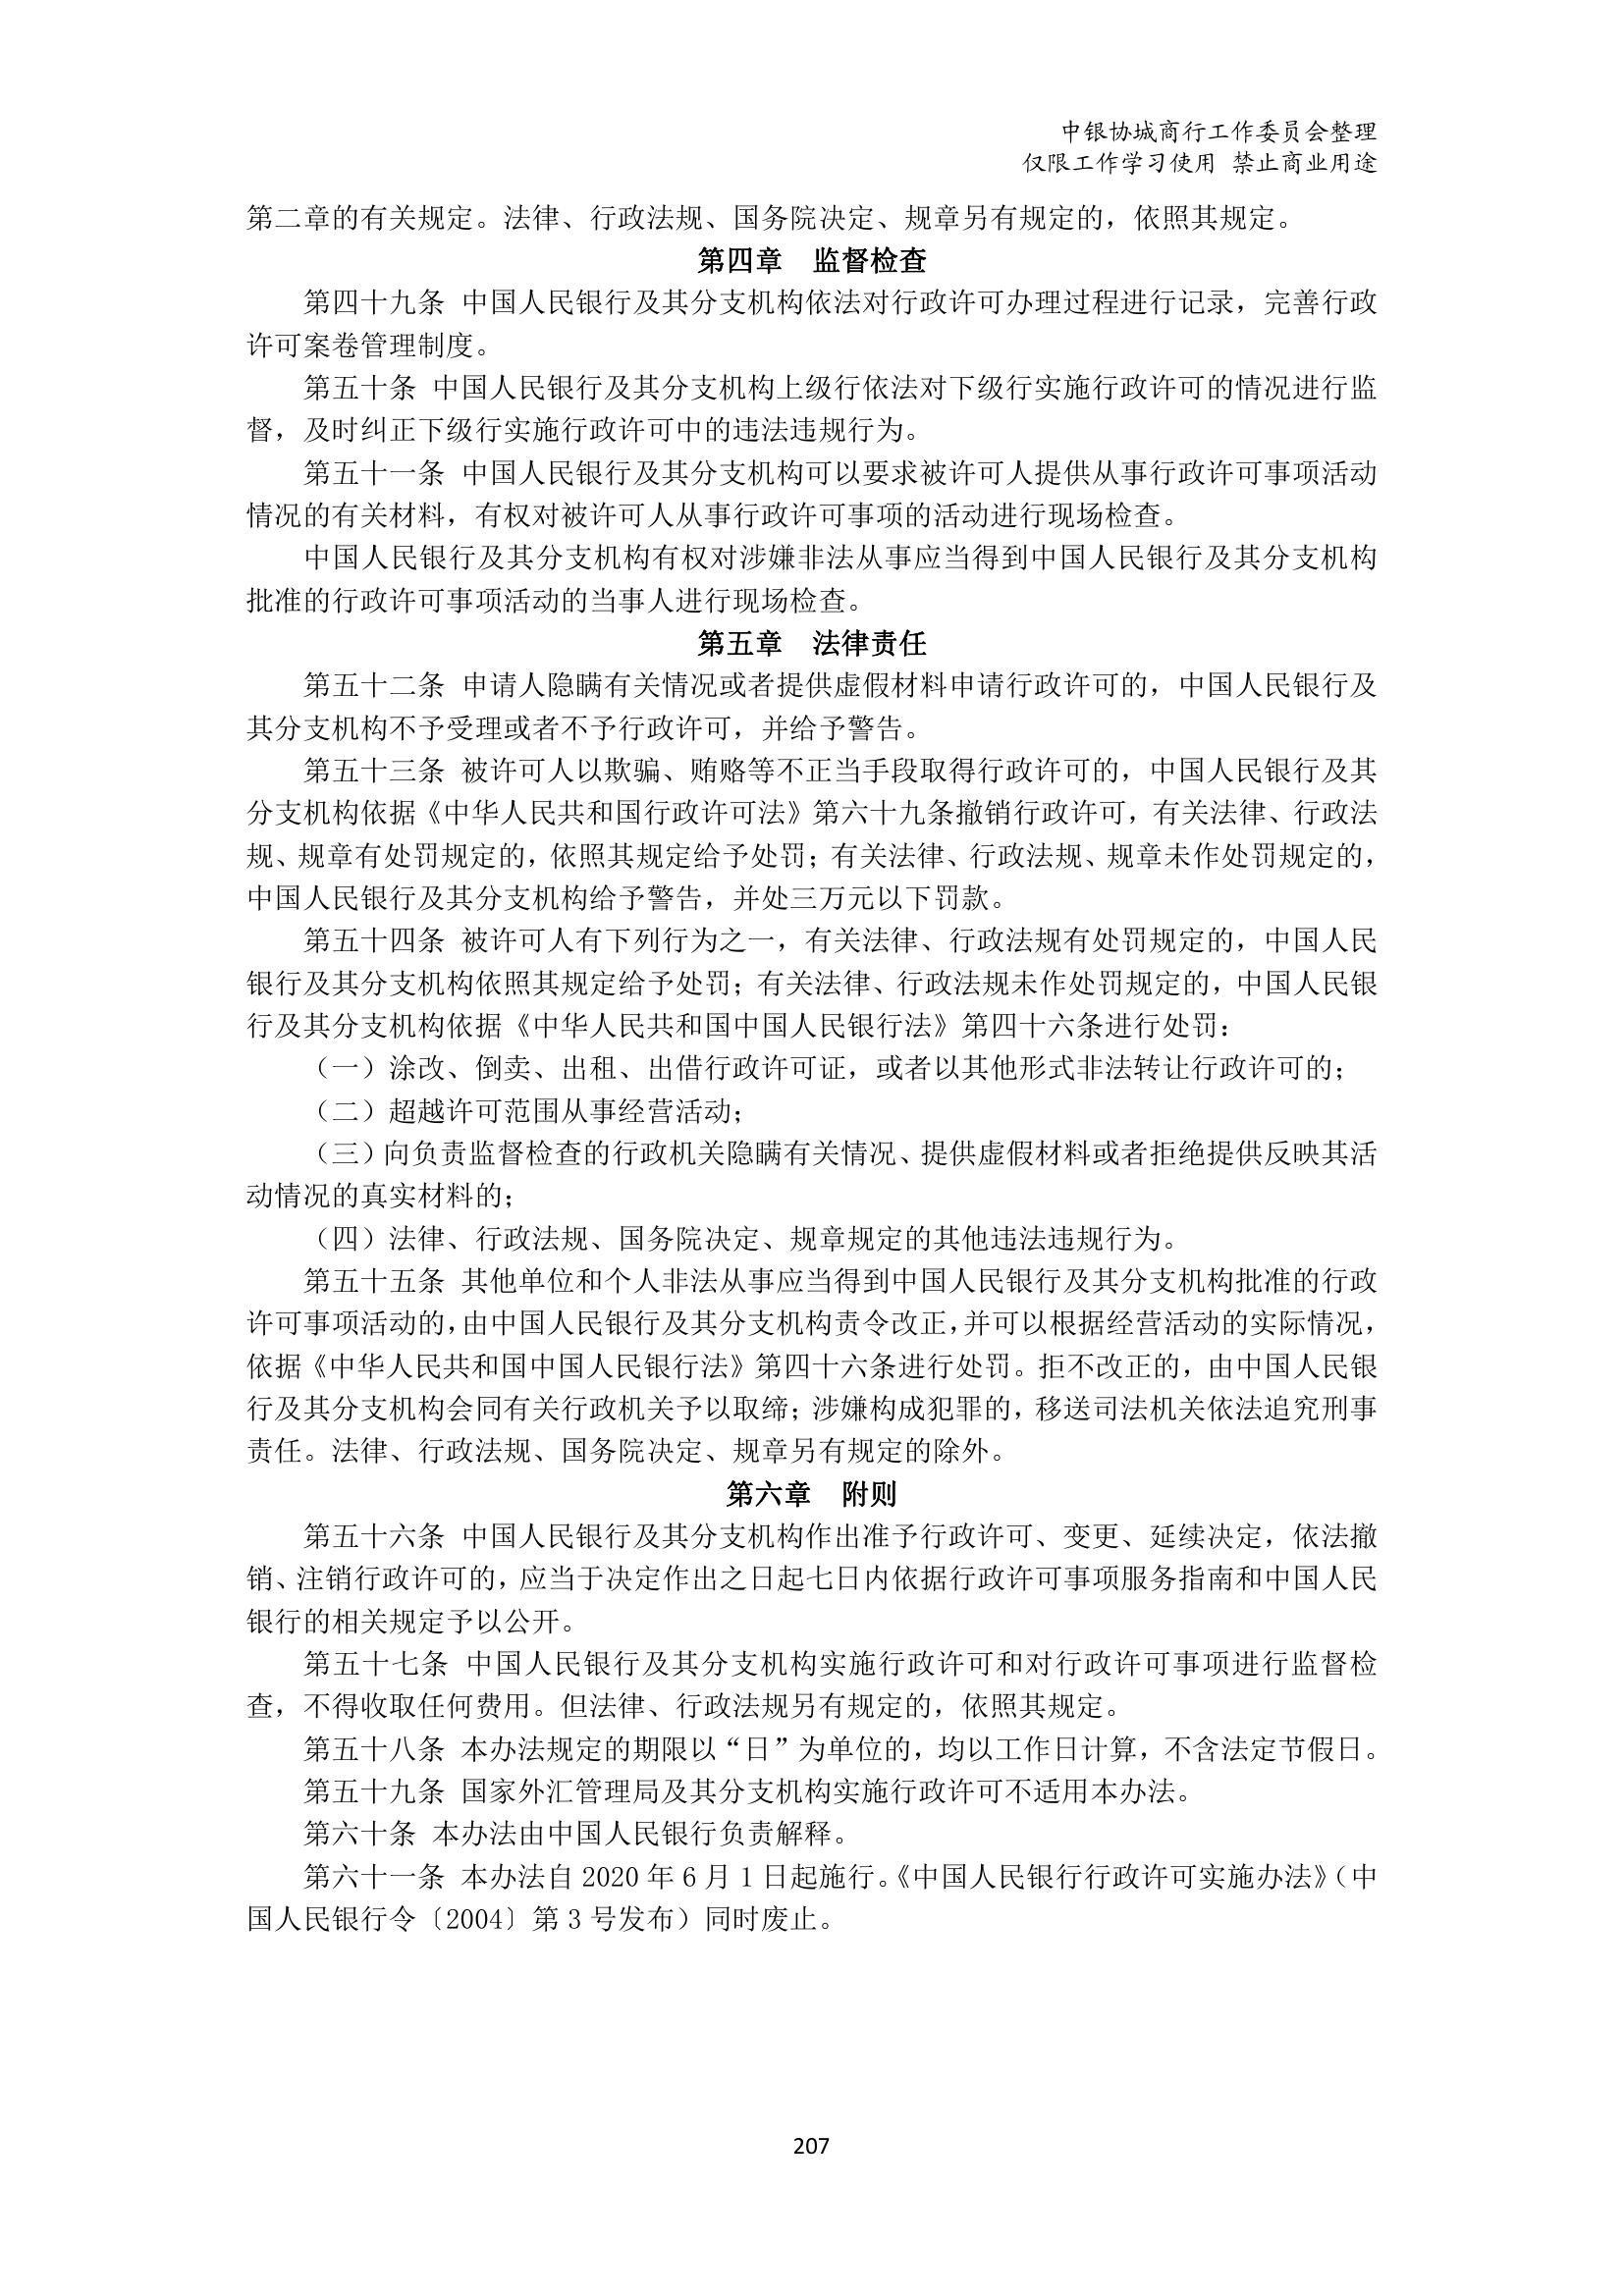 中银协城商行工作委员会整理
仅限工作学习使用 禁止商业用途
第二章的有关规定。法律、行政法规、国务院决定、规章另有规定的，依照其规定。
第四章　监督检查
第四十九条 中国人民银行及其分支机构依法对行政许可办理过程进行记录，完善行政
许可案卷管理制度。
第五十条 中国人民银行及其分支机构上级行依法对下级行实施行政许可的情况进行监
督，及时纠正下级行实施行政许可中的违法违规行为。
第五十一条 中国人民银行及其分支机构可以要求被许可人提供从事行政许可事项活动
情况的有关材料，有权对被许可人从事行政许可事项的活动进行现场检查。
中国人民银行及其分支机构有权对涉嫌非法从事应当得到中国人民银行及其分支机构
批准的行政许可事项活动的当事人进行现场检查。
第五章　法律责任
第五十二条 申请人隐瞒有关情况或者提供虚假材料申请行政许可的，中国人民银行及
其分支机构不予受理或者不予行政许可，并给予警告。
第五十三条 被许可人以欺骗、贿赂等不正当手段取得行政许可的，中国人民银行及其
分支机构依据《中华人民共和国行政许可法》第六十九条撤销行政许可，有关法律、行政法
规、规章有处罚规定的，依照其规定给予处罚；有关法律、行政法规、规章未作处罚规定的，
中国人民银行及其分支机构给予警告，并处三万元以下罚款。
第五十四条 被许可人有下列行为之一，有关法律、行政法规有处罚规定的，中国人民
银行及其分支机构依照其规定给予处罚；有关法律、行政法规未作处罚规定的，中国人民银
行及其分支机构依据《中华人民共和国中国人民银行法》第四十六条进行处罚：
（一）涂改、倒卖、出租、出借行政许可证，或者以其他形式非法转让行政许可的；
（二）超越许可范围从事经营活动；
（三）向负责监督检查的行政机关隐瞒有关情况、提供虚假材料或者拒绝提供反映其活
动情况的真实材料的；
（四）法律、行政法规、国务院决定、规章规定的其他违法违规行为。
第五十五条 其他单位和个人非法从事应当得到中国人民银行及其分支机构批准的行政
许可事项活动的，由中国人民银行及其分支机构责令改正，并可以根据经营活动的实际情况，
依据《中华人民共和国中国人民银行法》第四十六条进行处罚。拒不改正的，由中国人民银
行及其分支机构会同有关行政机关予以取缔；涉嫌构成犯罪的，移送司法机关依法追究刑事
责任。法律、行政法规、国务院决定、规章另有规定的除外。
第六章　附则
第五十六条 中国人民银行及其分支机构作出准予行政许可、变更、延续决定，依法撤
销、注销行政许可的，应当于决定作出之日起七日内依据行政许可事项服务指南和中国人民
银行的相关规定予以公开。
第五十七条 中国人民银行及其分支机构实施行政许可和对行政许可事项进行监督检
查，不得收取任何费用。但法律、行政法规另有规定的，依照其规定。
第五十八条 本办法规定的期限以“日”为单位的，均以工作日计算，不含法定节假日。
第五十九条 国家外汇管理局及其分支机构实施行政许可不适用本办法。
第六十条 本办法由中国人民银行负责解释。
第六十一条 本办法自 2020 年 6 月 1 日起施行。《中国人民银行行政许可实施办法》（中
国人民银行令〔2004〕第 3 号发布）同时废止。
207